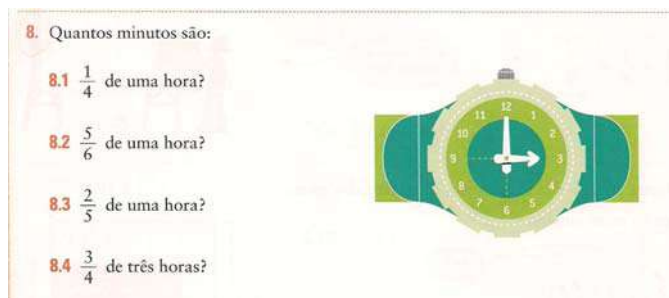 8. Quantos minutos são:
8.1 1/4 de uma hora?
8.2 5/6 de uma hora?
8.3 2/5 de uma hora?
8.4 3/4 de três horas?
12
11 1
10 2
9 3
8 4
7 5
6